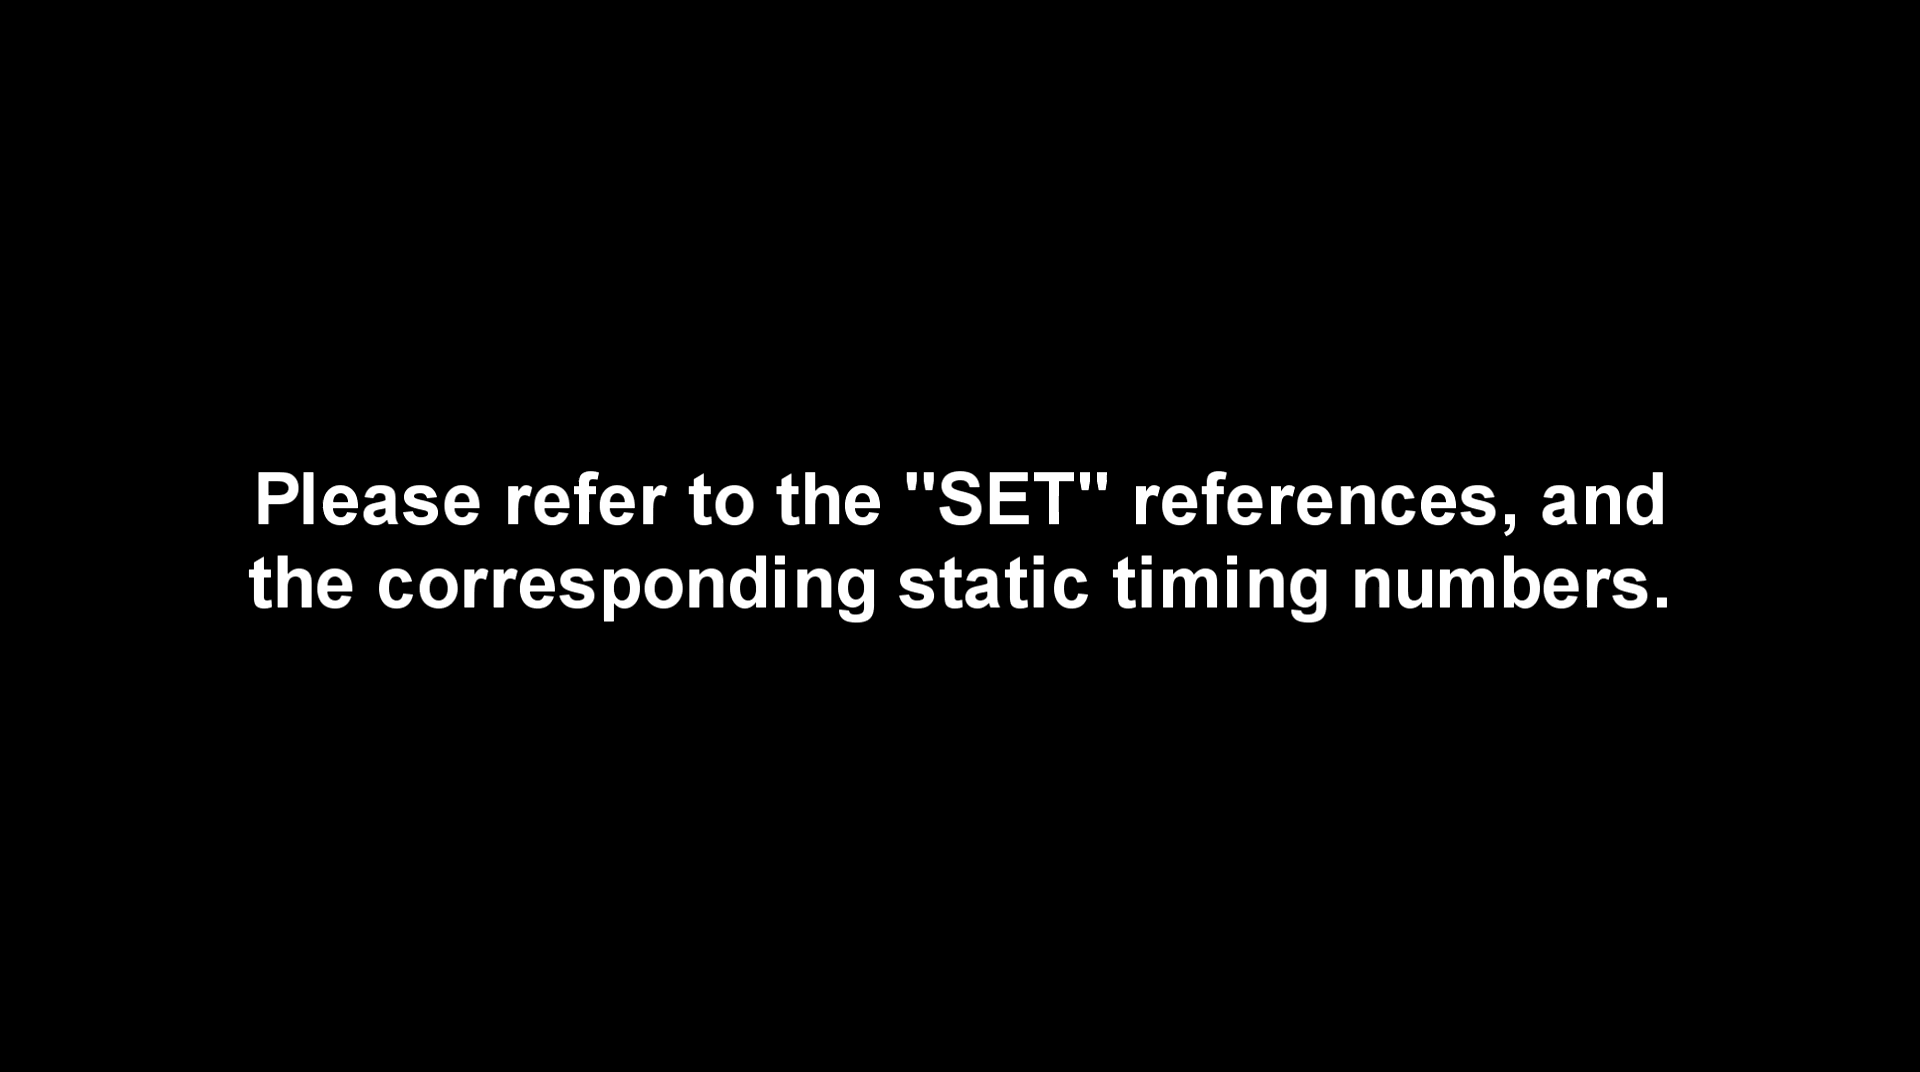 Please refer to the "SET" references, and
the corresponding static timing numbers.